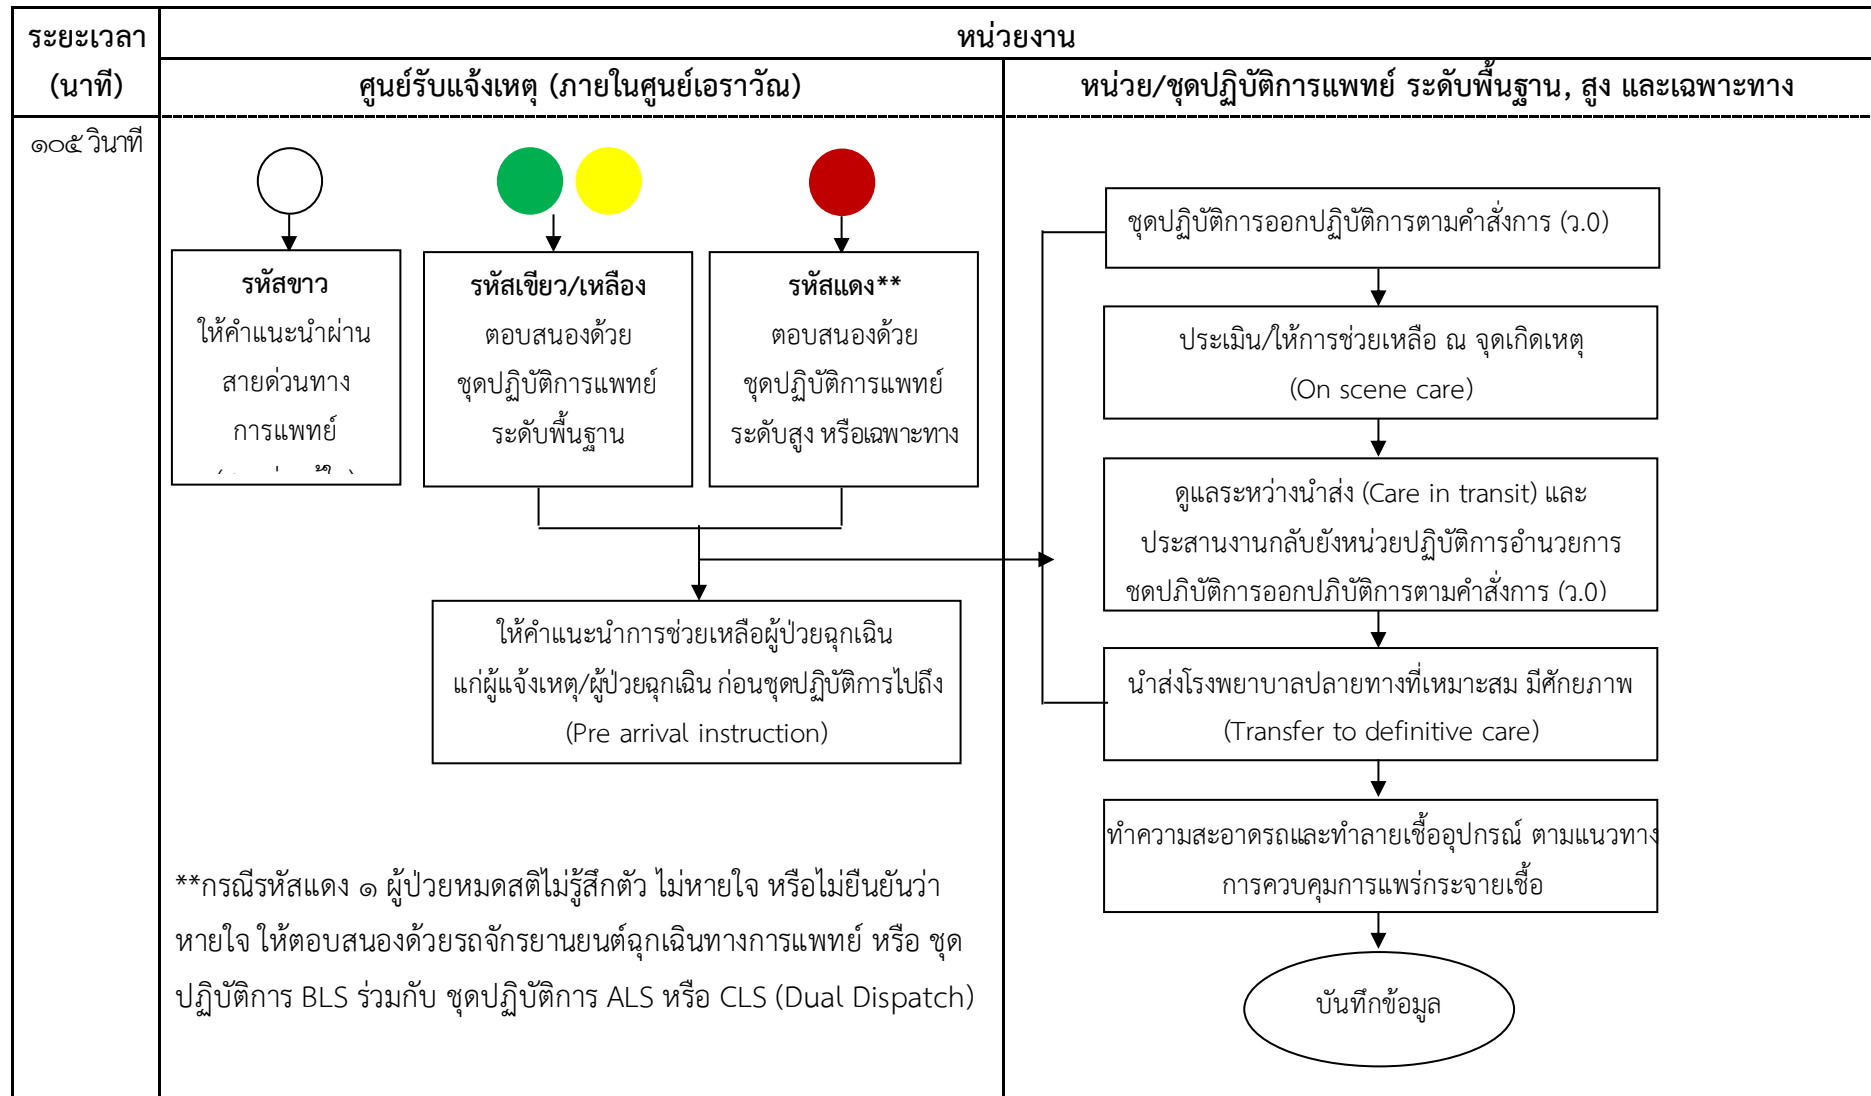 ระยะเวลา
(นาที)
หน่วยงาน
ศูนย์รับแจ้งเหตุ (ภายในศูนย์เอราวัณ)
หน่วย/ชุดปฏิบัติการแพทย์ ระดับพื้นฐาน, สูง และเฉพาะทาง
๑๐๕ วินาที
รหัสขาว
ให้คำแนะนำผ่าน
สายด่วนทาง
การแพทย์
รหัสเขียว/เหลือง
ตอบสนองด้วย
ชุดปฏิบัติการแพทย์
ระดับพื้นฐาน
รหัสแดง**
ตอบสนองด้วย
ชุดปฏิบัติการแพทย์
ระดับสูง หรือเฉพาะทาง
ให้คำแนะนำการช่วยเหลือผู้ป่วยฉุกเฉิน
แก่ผู้แจ้งเหตุ/ผู้ป่วยฉุกเฉิน ก่อนชุดปฏิบัติการไปถึง
(Pre arrival instruction)
**กรณีรหัสแดง ๑ ผู้ป่วยหมดสติไม่รู้สึกตัว ไม่หายใจ หรือไม่ยืนยันว่า
หายใจ ให้ตอบสนองด้วยรถจักรยานยนต์ฉุกเฉินทางการแพทย์ หรือ ชุด
ปฏิบัติการ BLS ร่วมกับ ชุดปฏิบัติการ ALS หรือ CLS (Dual Dispatch)
ชุดปฏิบัติการออกปฏิบัติการตามคำสั่งการ (ว.0)
ประเมิน/ให้การช่วยเหลือ ณ จุดเกิดเหตุ
(On scene care)
ดูแลระหว่างนำส่ง (Care in transit) และ
ประสานงานกลับยังหน่วยปฏิบัติการอำนวยการ
ชุดปฏิบัติการออกปฏิบัติการตามคำสั่งการ (ว.0)
นำส่งโรงพยาบาลปลายทางที่เหมาะสม มีศักยภาพ
(Transfer to definitive care)
ทำความสะอาดรถและทำลายเชื้ออุปกรณ์ ตามแนวทาง
การควบคุมการแพร่กระจายเชื้อ
บันทึกข้อมูล